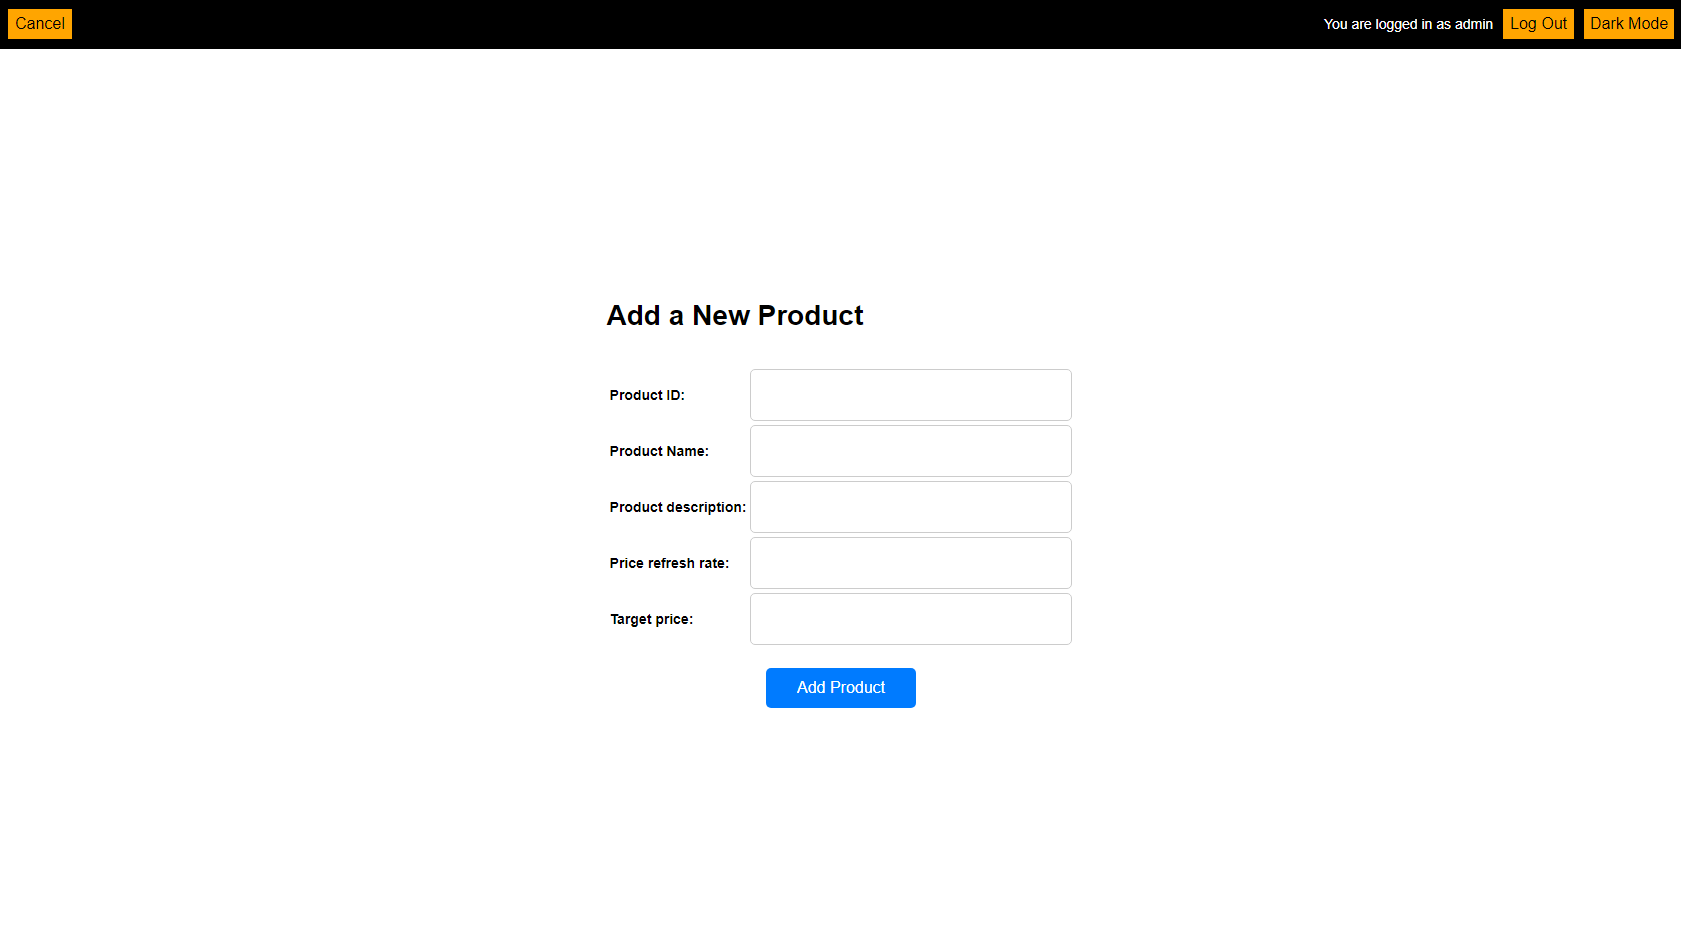 Cancel
You are logged in as admin
Log Out
Dark Mode
Add a New Product
Product ID:
Product Name:
Product description:
Price refresh rate:
Target price:
Add Product